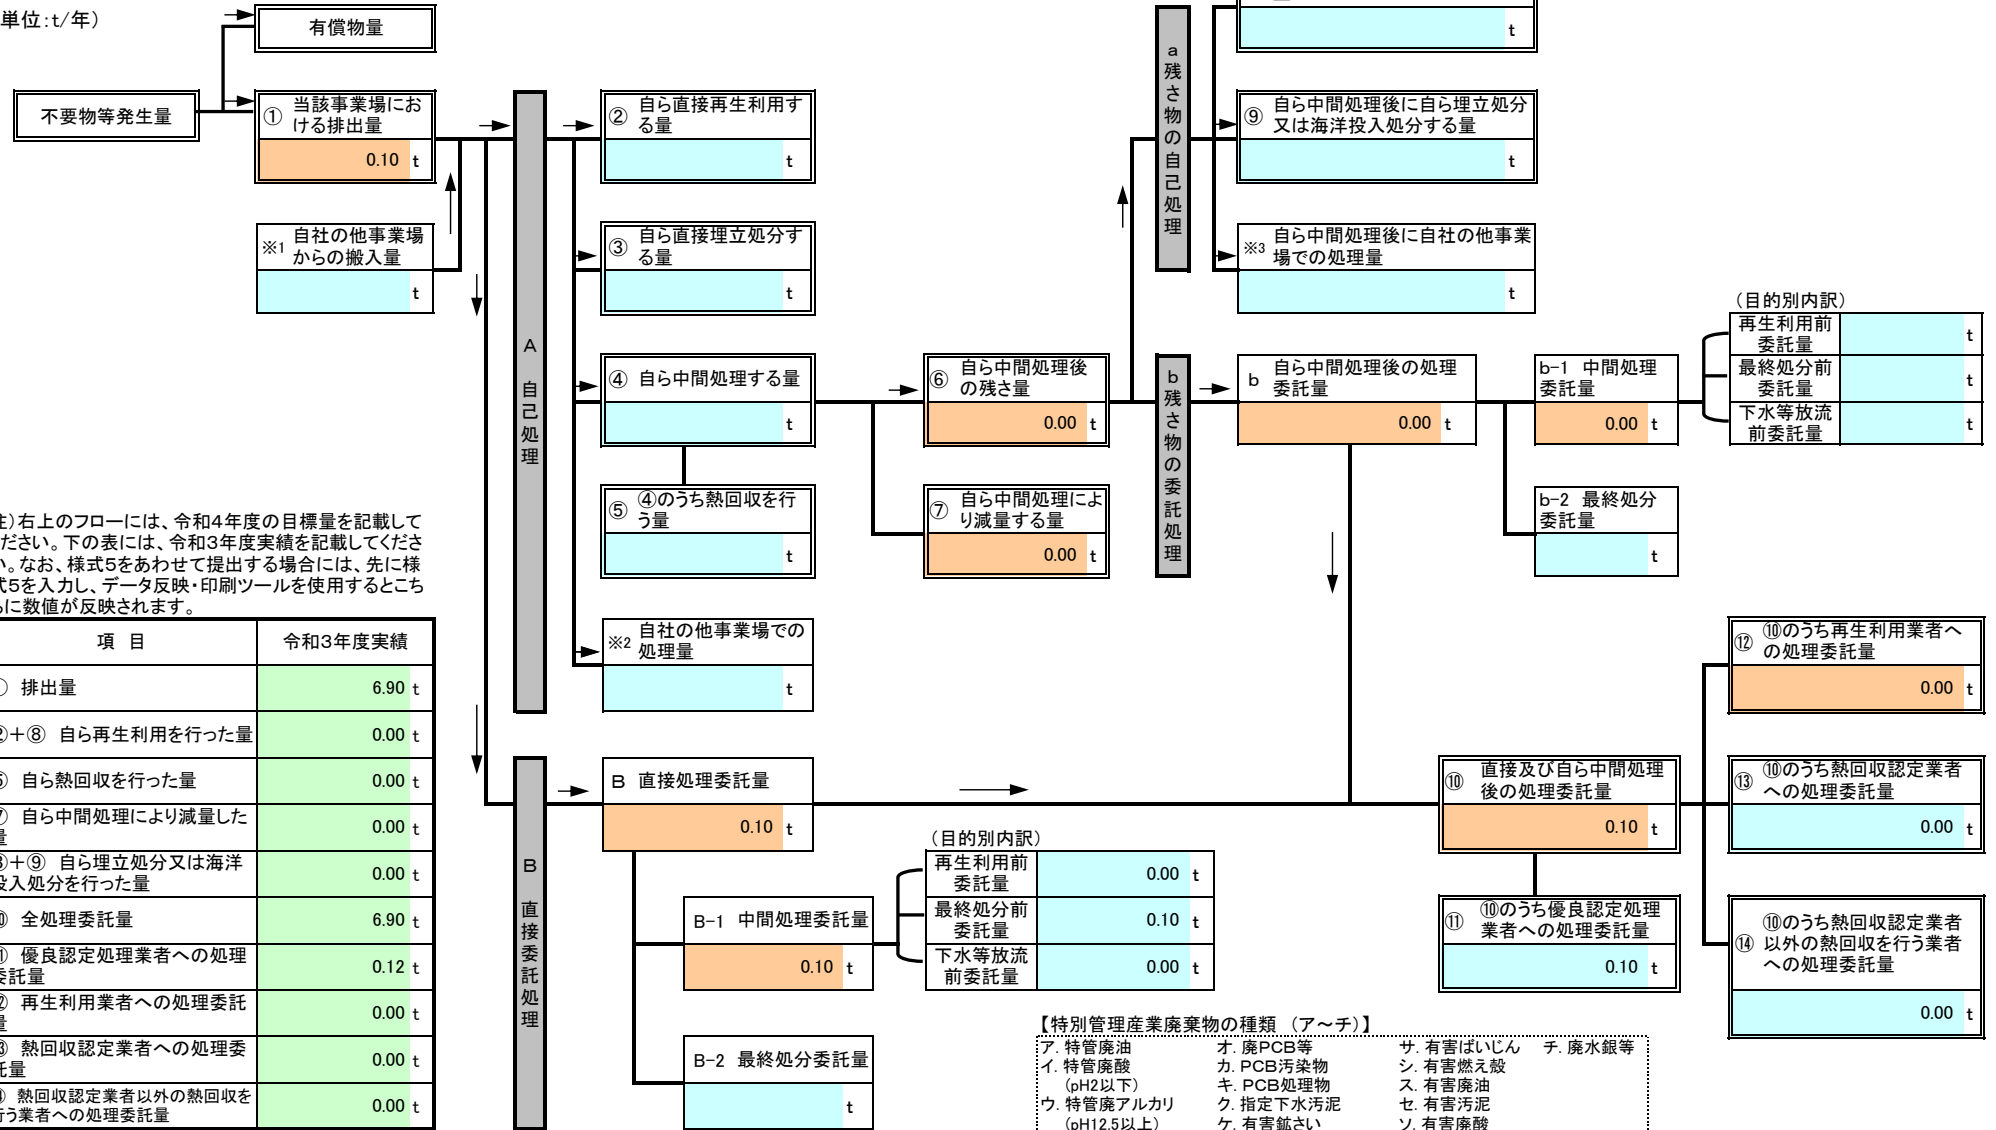 単位:t/年)
有償物量
不要物等発生量
① 当該事業場にお
ける排出量
0.10 t
※1 自社の他事業場
からの搬入量
t
A 自己処理
② 自ら直接再生利用す
る量
t
③ 自ら直接埋立処分す
る量
t
④ 自ら中間処理する量
t
⑤ ④のうち熱回収を行
う量
t
※2 自社の他事業場での
処理量
t
⑥ 自ら中間処理後
の残さ量
0.00 t
⑦ 自ら中間処理によ
り減量する量
0.00 t
a残さ物の自己処理
t
⑨ 自ら中間処理後に自ら埋立処分
又は海洋投入処分する量
t
※3 自ら中間処理後に自社の他事業
場での処理量
t
b残さ物の委託処理
b 自ら中間処理後の処理
委託量
0.00 t
b-1 中間処理
委託量
0.00 t
b-2 最終処分
委託量
t
(目的別内訳)
再生利用前
委託量
t
最終処分前
委託量
t
下水等放流
前委託量
t
注)右上のフローには、令和4年度の目標量を記載して
ださい。下の表には、令和3年度実績を記載してくださ
い。なお、様式5をあわせて提出する場合には、先に様
式5を入力し、データ反映・印刷ツールを使用するとこち
らに数値が反映されます。
項 目 令和3年度実績
排出量 6.90 t
②+⑧ 自ら再生利用を行った量 0.00 t
自ら熱回収を行った量 0.00 t
自ら中間処理により減量した
量 0.00 t
③+⑨ 自ら埋立処分又は海洋
投入処分を行った量 0.00 t
全処理委託量 6.90 t
優良認定処理業者への処理
委託量 0.12 t
再生利用業者への処理委託
量 0.00 t
熱回収認定業者への処理委
託量 0.00 t
熱回収認定業者以外の熱回収を
行う業者への処理委託量 0.00 t
B 直接委託処理
B 直接処理委託量
0.10 t
B-1 中間処理委託量
0.10 t
B-2 最終処分委託量
t
(目的別内訳)
再生利用前
委託量
0.00 t
最終処分前
委託量
0.10 t
下水等放流
前委託量
0.00 t
⑩ 直接及び自ら中間処理
後の処理委託量
0.10 t
⑪ ⑩のうち優良認定処理
業者への処理委託量
0.10 t
⑫ ⑩のうち再生利用業者へ
の処理委託量
0.00 t
⑬ ⑩のうち熱回収認定業者
への処理委託量
0.00 t
⑭ ⑩のうち熱回収認定業者
以外の熱回収を行う業者
への処理委託量
0.00 t
【特別管理産業廃棄物の種類 (ア～チ)】
ア. 特管廃油 オ. 廃PCB等 サ. 有害ばいじん チ. 廃水銀等
イ. 特管廃酸 カ. PCB汚染物 シ. 有害燃え殻
(pH2以下) キ. PCB処理物 ス. 有害廃油
ウ. 特管廃アルカリ ク. 指定下水汚泥 セ. 有害汚泥
(pH12.5以上) ケ. 有害鉱さい ソ. 有害廃酸